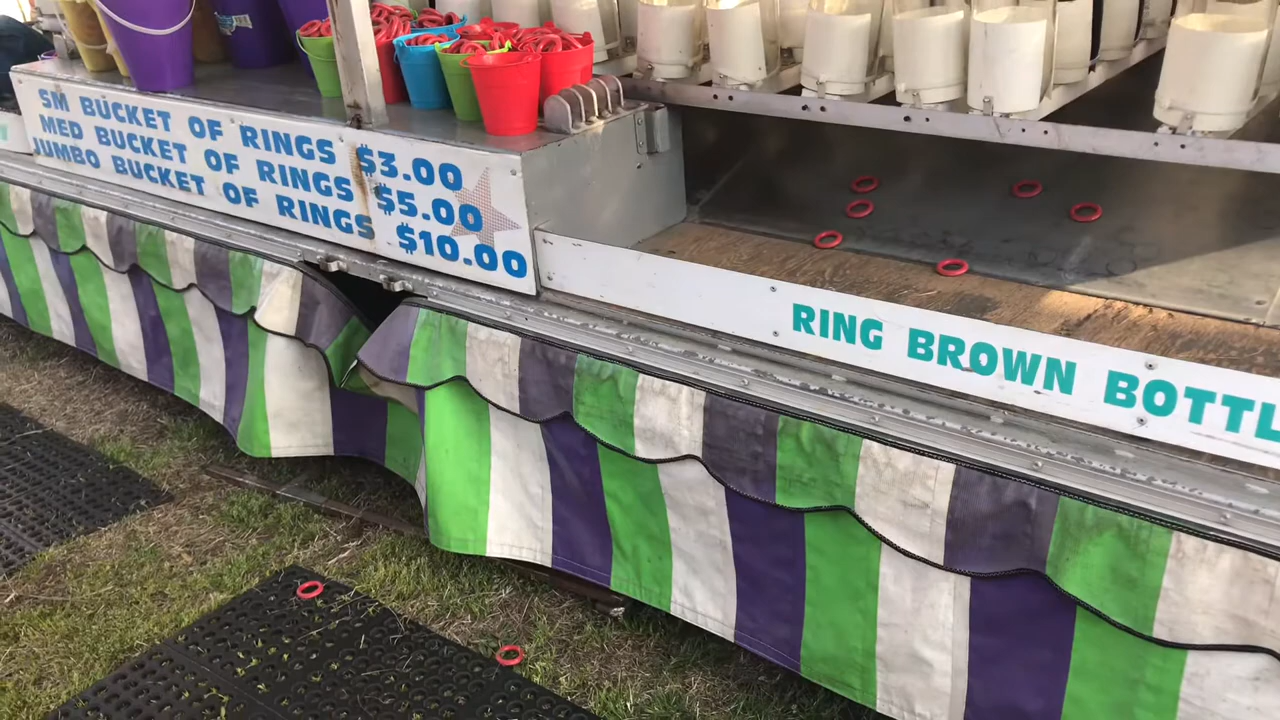 SM BUCKET OF RINGS $3.00
MED BUCKET OF RINGS $5.00
JUMBO BUCKET OF RINGS $10.00
RING BROWN BOTTL